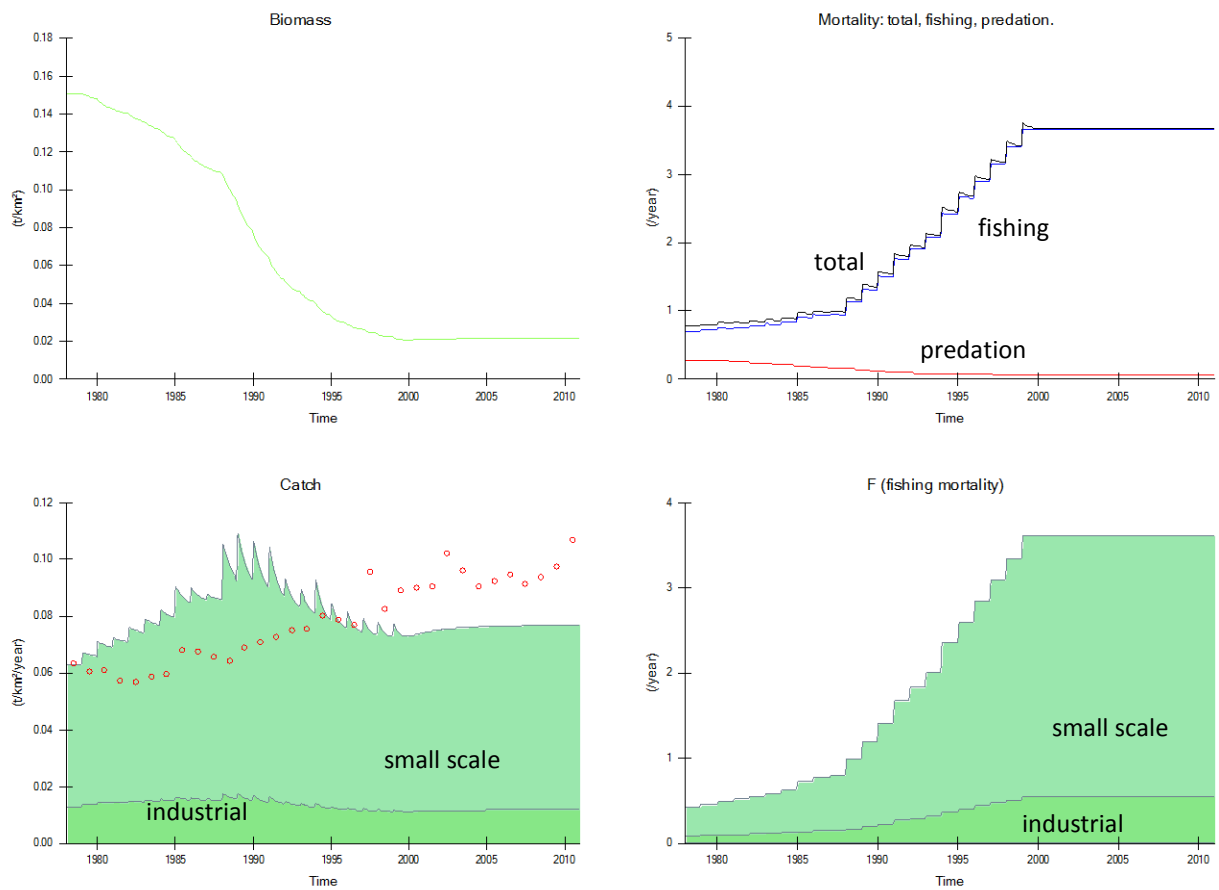 Biomass
0.18
0.16
0.14
0.12
0.10
0.08
0.06
0.04
0.02
0.00
(t/km²)
1980 1985 1990 1995 2000 2005 2010
Time
Mortality: total, fishing, predation.
5
4
3
2
1
0
(/year)
total
fishing
predation
1980 1985 1990 1995 2000 2005 2010
Time
Catch
0.12
0.10
0.08
0.06
0.04
0.02
0.00
(t/km²/year)
small scale
industrial
1980 1985 1990 1995 2000 2005 2010
Time
F (fishing mortality)
4
3
2
1
0
(/year)
small scale
industrial
1980 1985 1990 1995 2000 2005 2010
Time